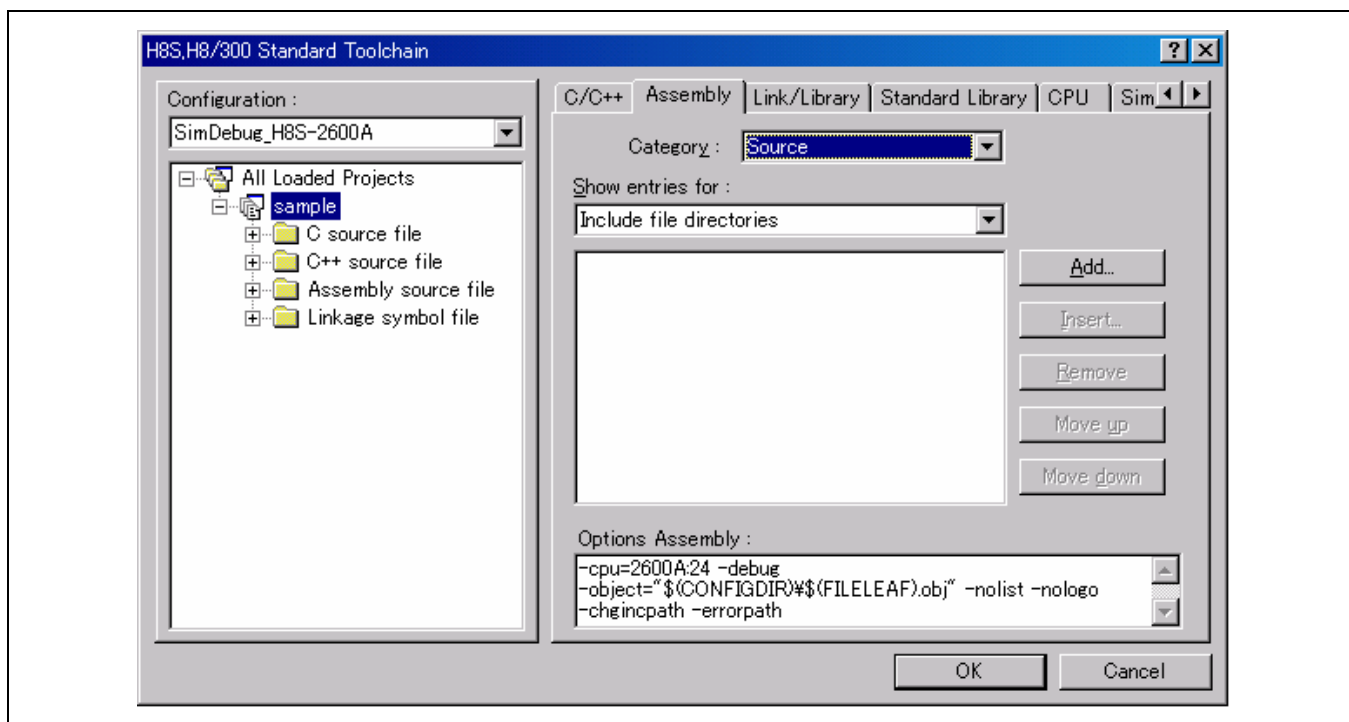 H8S,H8/300 Standard Toolchain
Configuration :
SimDebug_H8S-2600A
All Loaded Projects
sample
C source file
C++ source file
Assembly source file
Linkage symbol file
C/C++ Assembly Link/Library Standard Library CPU Sim
Category : Source
Show entries for :
Include file directories
Add...
Insert...
Remove
Move up
Move down
Options Assembly :
-cpu=2600A:24 -debug
-object="$(CONFIGDIR)¥$(FILELEAF).obj" -nolist -nologo
-chgincpath -errorpath
OK Cancel